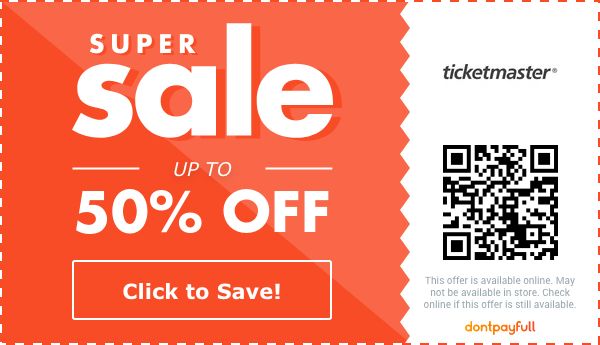 SUPER
sale
UP TO
50% OFF
Click to Save!
ticketmaster®
This offer is available online. May
not be available in store. Check
online if this offer is still available.
dontpayfull